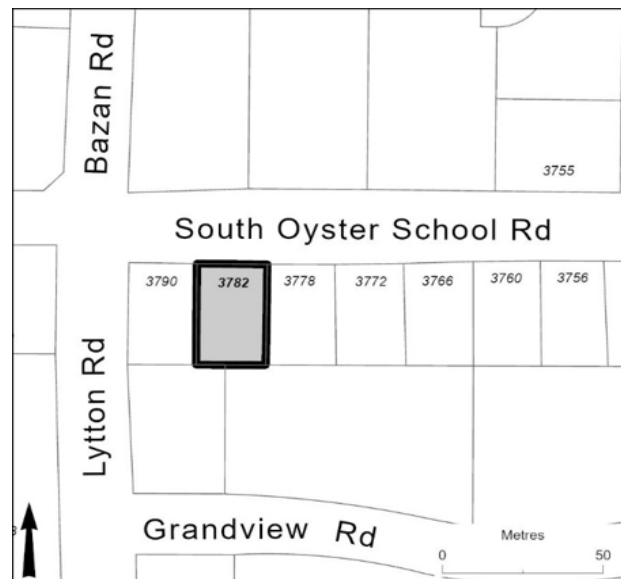 Bazan Rd
3755
South Oyster School Rd
3790 3782 3778 3772 3766 3760 3756
Lytton Rd
Grandview Rd
Metres
0 50